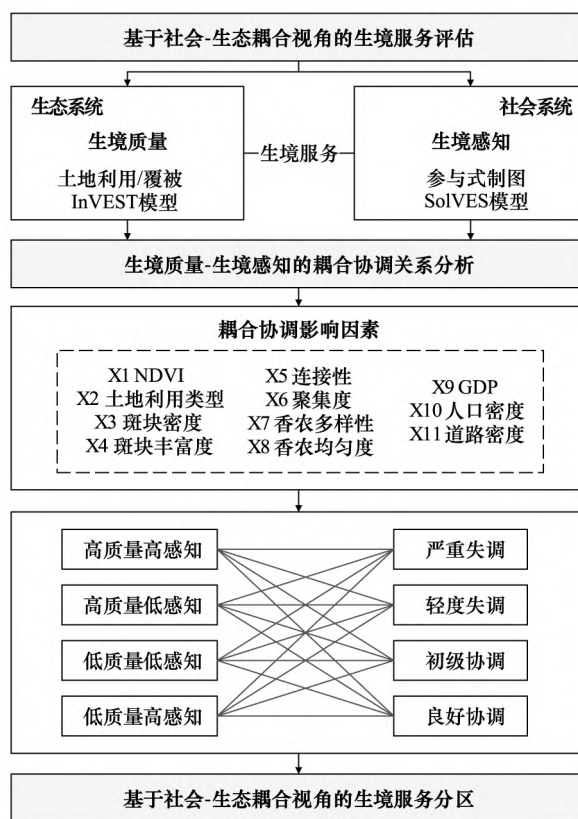 基于社会-生态耦合视角的生境服务评估
生态系统
社会系统
生境质量
生境服务
生境感知
土地利用/覆被
InVEST模型
参与式制图
SolVES模型
生境质量-生境感知的耦合协调关系分析
耦合协调影响因素
X1 NDVI
X2 土地利用类型
X3 斑块密度
X4 斑块丰富度
X5 连接性
X6 聚集度
X7 香农多样性
X8 香农均匀度
X9 GDP
X10 人口密度
X11 道路密度
高质量高感知
高质量低感知
低质量低感知
低质量高感知
严重失调
轻度失调
初级协调
良好协调
基于社会-生态耦合视角的生境服务分区